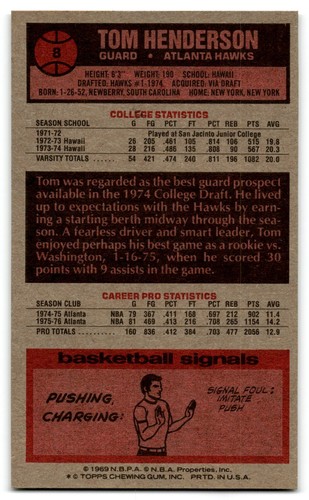 8
TOM HENDERSON
GUARD • ATLANTA HAWKS
HEIGHT: 6'3" WEIGHT: 190 SCHOOL: HAWAII
DRAFTED: HAWKS #1-1974 ACQUIRED: VIA DRAFT
BORN: 1-26-52, NEWBERRY, SOUTH CAROLINA HOME: NEW YORK, NEW YORK
COLLEGE STATISTICS
SEASON SCHOOL G FG PCT FT PCT REB PTS AVG
1971-72 Played at San Jacinto Junior College
1972-73 Hawaii 26 205 .461 105 .814 106 515 19.8
1973-74 Hawaii 28 216 .486 135 .808 90 567 20.3
VARSITY TOTALS 54 421 .474 240 .811 196 1082 20.0
Tom was regarded as the best guard prospect
available in the 1974 College Draft. He lived
up to expectations with the Hawks by earn-
ing a starting berth midway through the sea-
son. A fearless driver and smart leader, Tom
enjoyed perhaps his best game as a rookie vs.
Washington, 1-16-75, when he scored 30
points with 9 assists in the game.
CAREER PRO STATISTICS
SEASON CLUB G FG PCT FT PCT REB PTS AVG
1974-75 Atlanta NBA 79 367 .411 168 .697 212 902 11.4
1975-76 Atlanta NBA 81 469 .413 216 .708 265 1154 14.2
PRO TOTALS 160 836 .412 384 .703 477 2056 12.9
basketball signals
PUSHING,
CHARGING:
SIGNAL FOUL:
IMITATE
PUSH
© 1969 N.B.P.A. © N.B.A. Properties, Inc.
* © TOPPS CHEWING GUM, INC. PRTD. IN U.S.A.